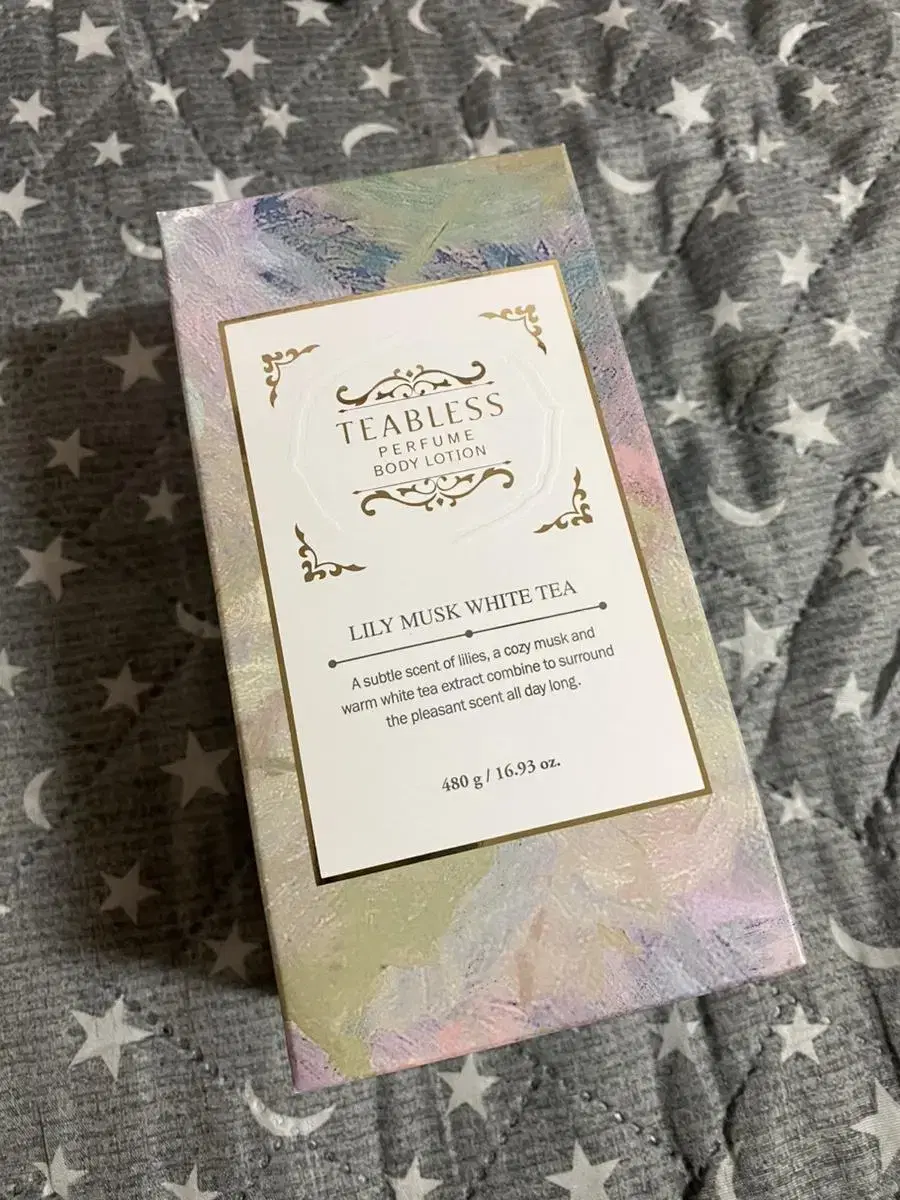 TEABLESS
PERFUME
BODY LOTION
LILY MUSK WHITE TEA
A subtle scent of lilies, a cozy musk and
warm white tea extract combine to surround
the pleasant scent all day long.
480 g / 16.93 oz.